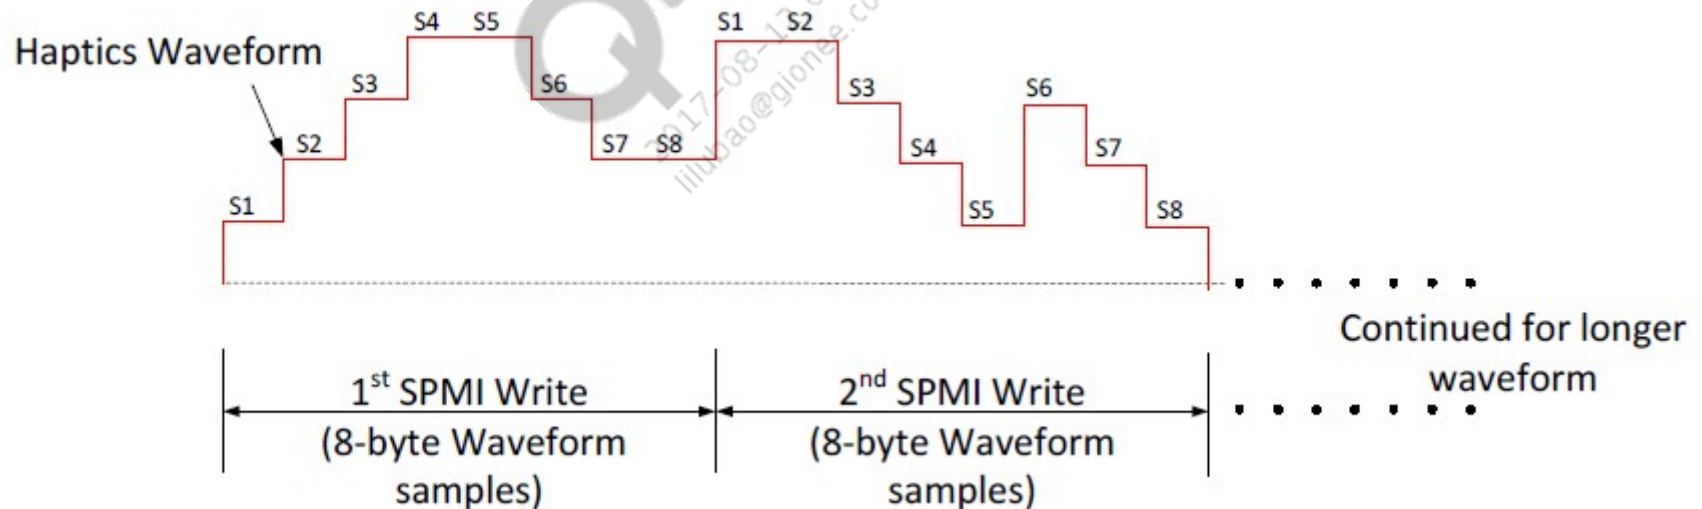 S4 S5 S1 S2
Haptics Waveform
S3 S6 S3 S6
S2 S7 S8 S4 S7
S1 S5 S8
Continued for longer
waveform
1st SPMI Write 2nd SPMI Write
(8-byte Waveform (8-byte Waveform
samples) samples)